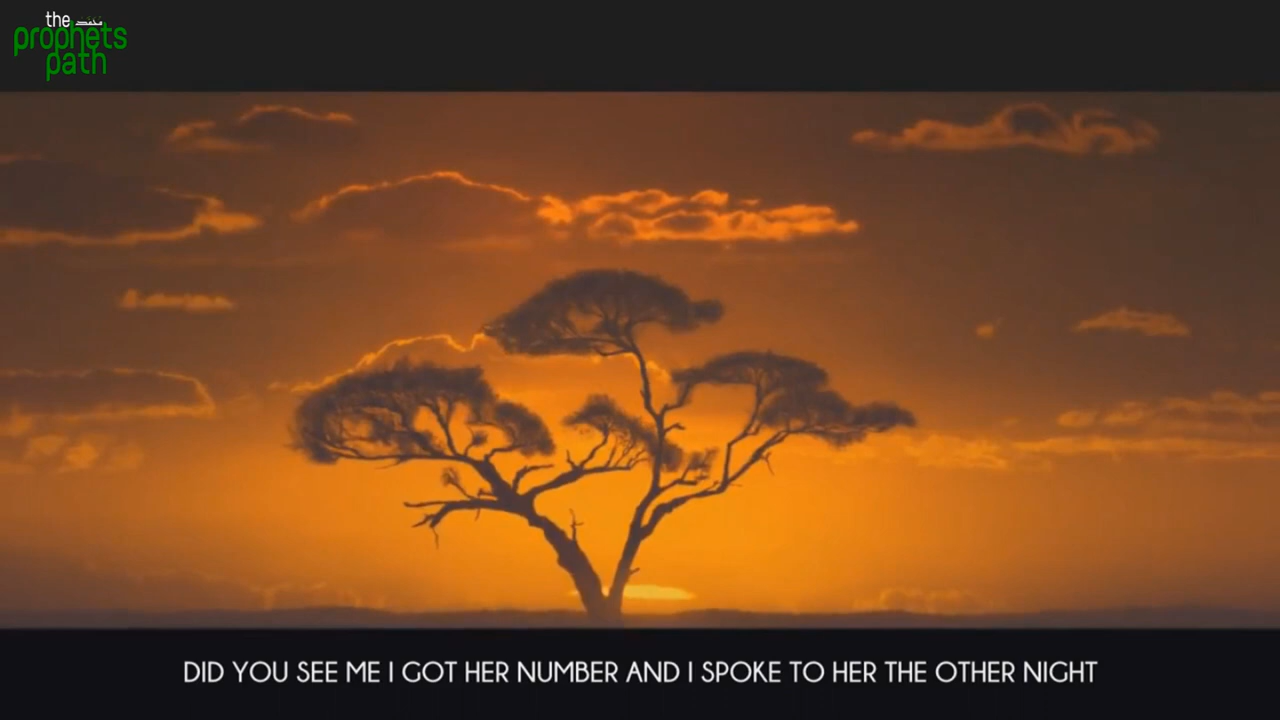 the
prophets
path
DID YOU SEE ME I GOT HER NUMBER AND I SPOKE TO HER THE OTHER NIGHT